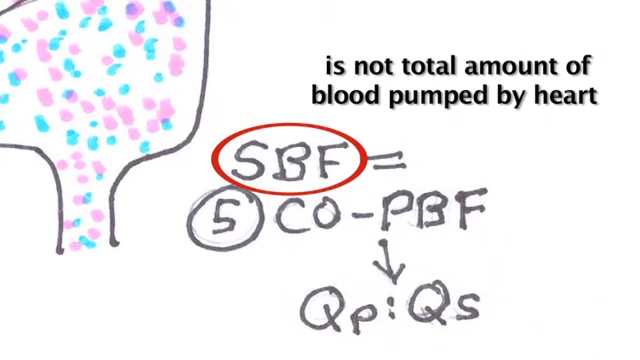 is not total amount of
blood pumped by heart
SBF =
5 CO - PBF
Qp:Qs